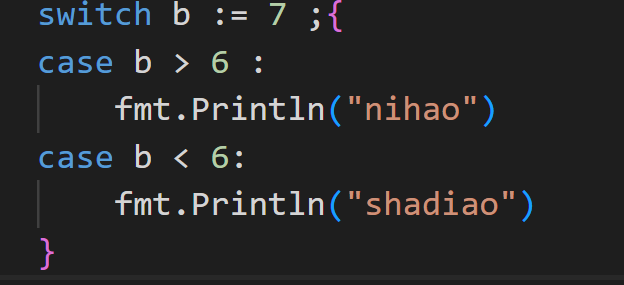 switch b := 7 ;{
case b > 6 :
fmt.Println("nihao")
case b < 6:
fmt.Println("shadiao")
}